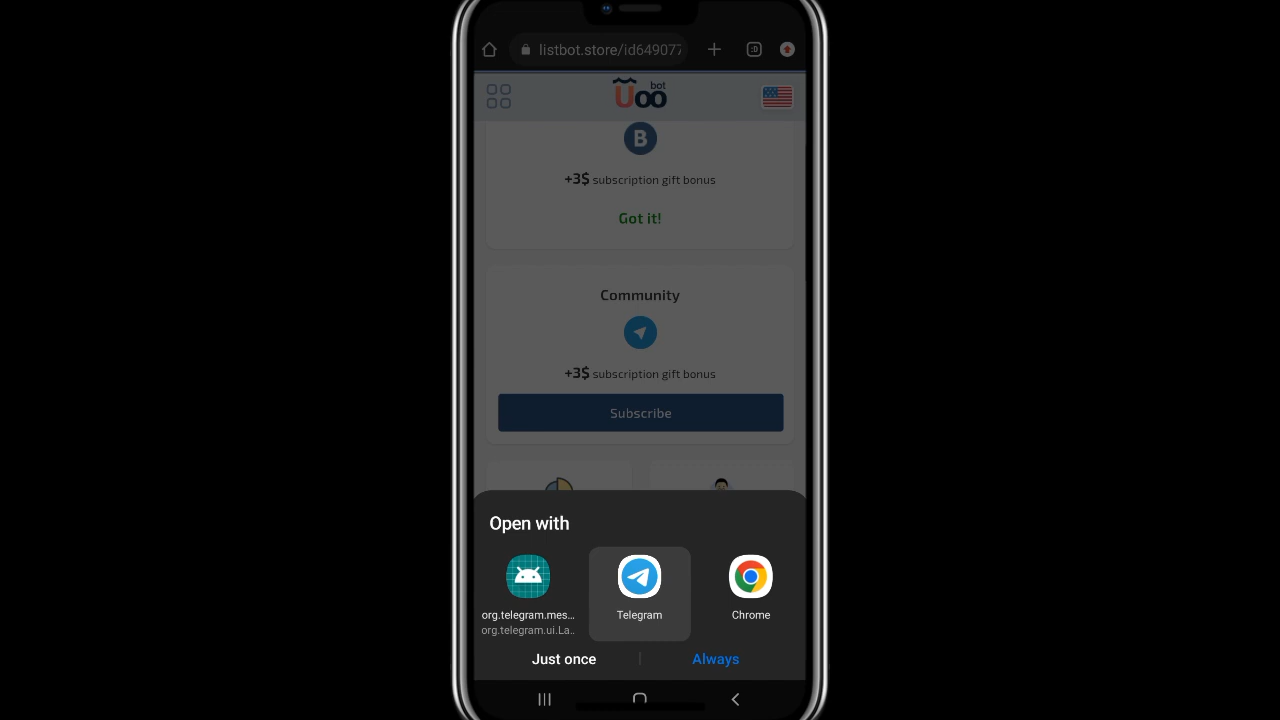 listbot.store/id649077
:D
Uoo bot
B
+3$ subscription gift bonus
Got it!
Community
+3$ subscription gift bonus
Subscribe
Open with
org.telegram.mes...
org.telegram.ui.La..
Telegram
Chrome
Just once
Always